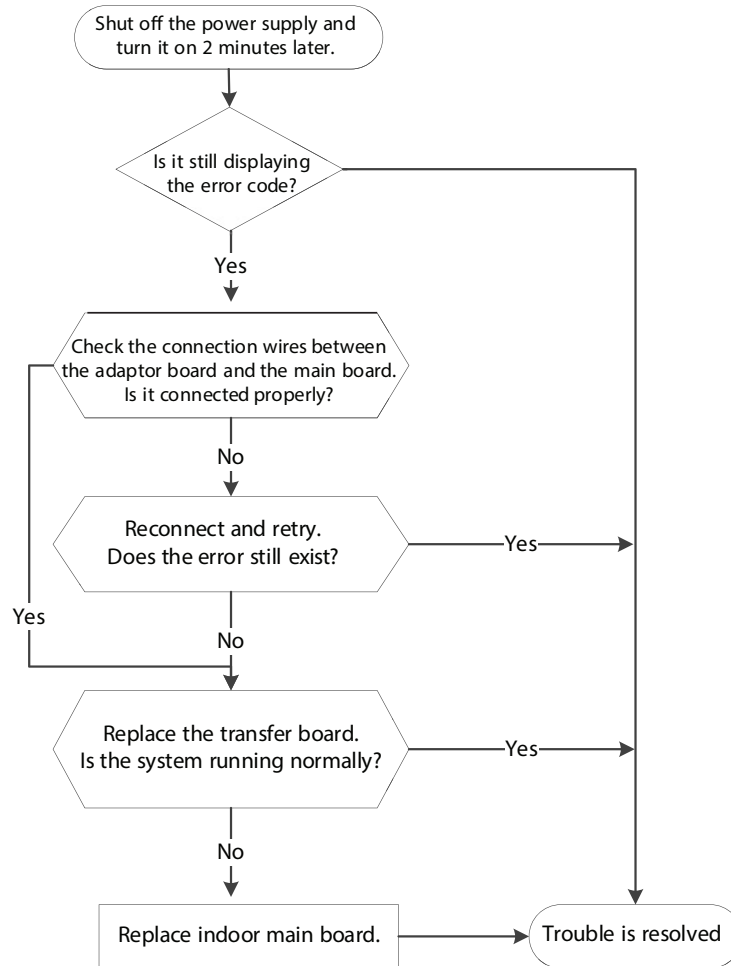 Shut off the power supply and
turn it on 2 minutes later.
Is it still displaying
the error code?
Yes
Check the connection wires between
the adaptor board and the main board.
Is it connected properly?
No
Reconnect and retry.
Does the error still exist?
Yes
Yes
No
Replace the transfer board.
Is the system running normally?
Yes
No
Replace indoor main board.
Trouble is resolved